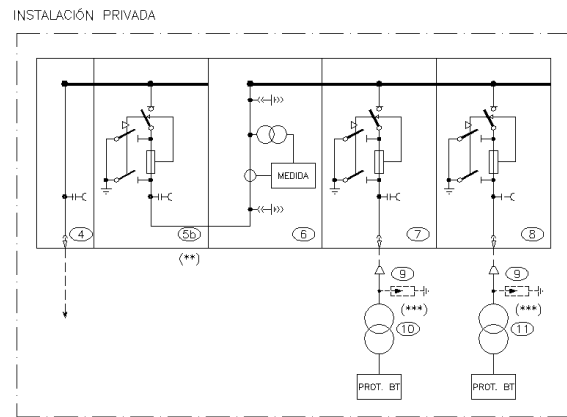 INSTALACIÓN PRIVADA
MEDIDA
4
5b
6
7
8
(**)
9
9
(***)
(***)
10
11
PROT. BT
PROT. BT